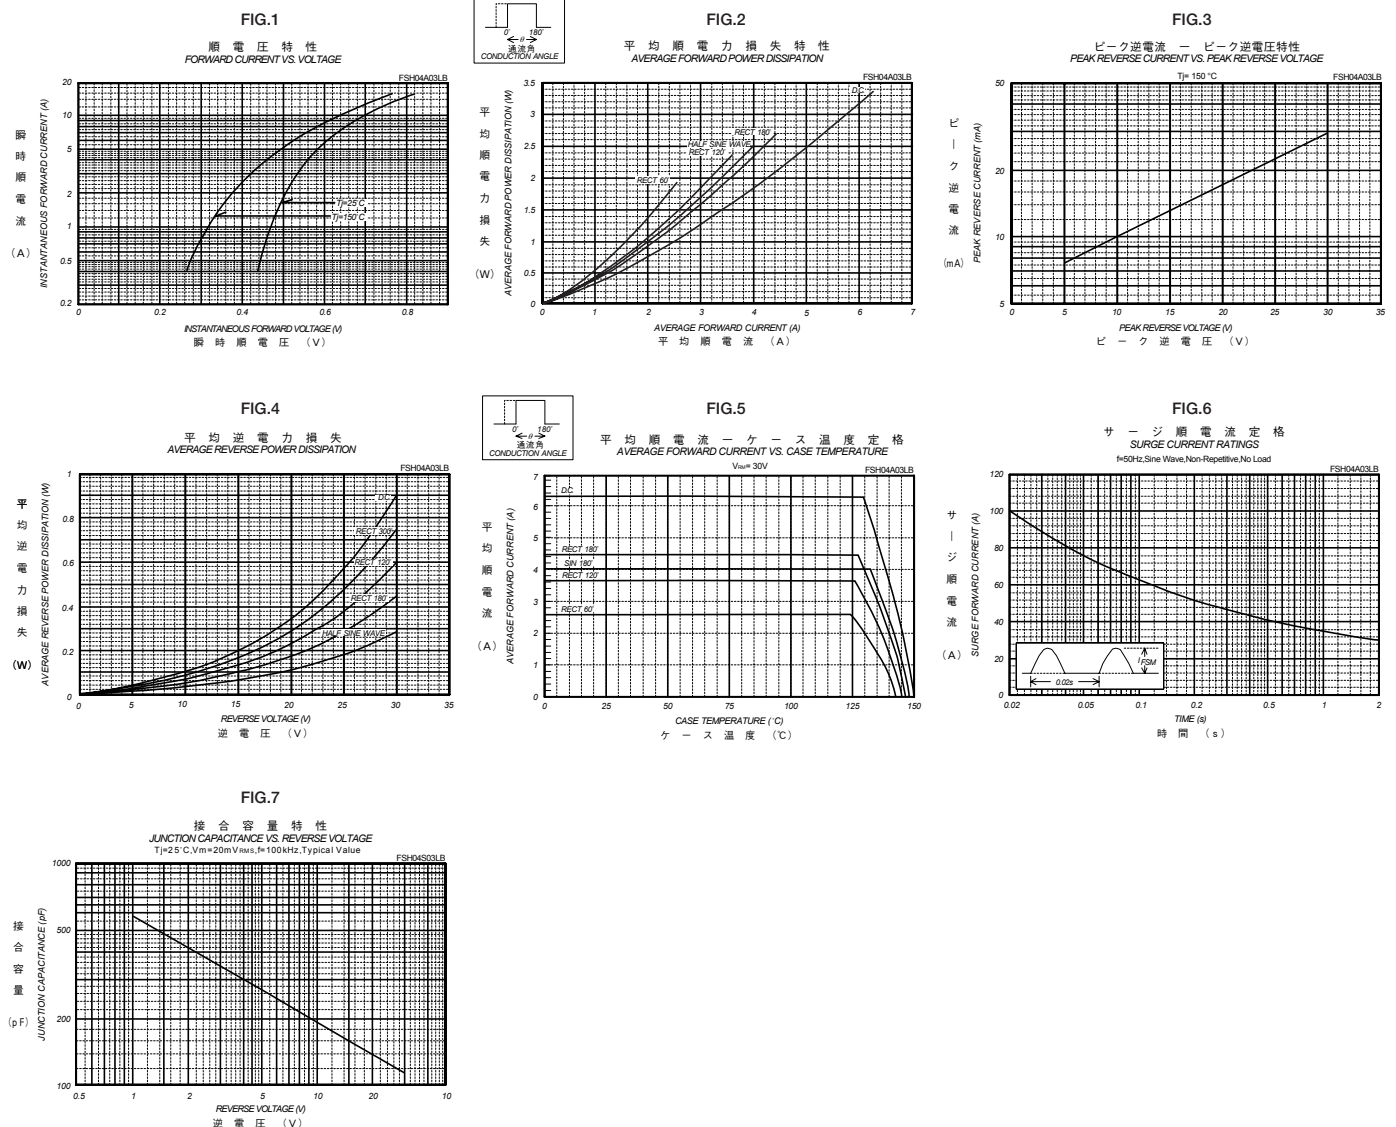 FIG.1
順電圧特性
FORWARD CURRENT VS. VOLTAGE
FSH04A03LB
瞬時順電流 (A)
INSTANTANEOUS FORWARD CURRENT (A)
20
10
5
2
1
0.5
0.2
Tj=25˚C
Tj=150˚C
0 0.2 0.4 0.6 0.8
INSTANTANEOUS FORWARD VOLTAGE (V)
瞬時順電圧 (V)
0˚ 180˚
θ
通流角
CONDUCTION ANGLE
FIG.2
平均順電力損失特性
AVERAGE FORWARD POWER DISSIPATION
平均順電力損失 (W)
AVERAGE FORWARD POWER DISSIPATION (W)
3.5
3
2.5
2
1.5
1
0.5
0
D.C.
RECT 180˚
HALF SINE WAVE
RECT 120˚
RECT 60˚
0 1 2 3 4 5 6 7
AVERAGE FORWARD CURRENT (A)
平均順電流 (A)
FIG.3
ピーク逆電流 ー ピーク逆電圧特性
PEAK REVERSE CURRENT VS. PEAK REVERSE VOLTAGE
Tj= 150 °C
FSH04A03LB
ピーク逆電流 (mA)
PEAK REVERSE CURRENT (mA)
50
20
10
5
0 5 10 15 20 25 30 35
PEAK REVERSE VOLTAGE (V)
ピーク逆電圧 (V)
FIG.4
平均逆電力損失
AVERAGE REVERSE POWER DISSIPATION
FSH04A03LB
平均逆電力損失 (W)
AVERAGE REVERSE POWER DISSIPATION (W)
1
0.8
0.6
0.4
0.2
0
D.C.
RECT 300˚
RECT 120˚
RECT 180˚
HALF SINE WAVE
0 5 10 15 20 25 30 35
REVERSE VOLTAGE (V)
逆電圧 (V)
0˚ 180˚
θ
通流角
CONDUCTION ANGLE
FIG.5
平均順電流ーケース温度定格
AVERAGE FORWARD CURRENT VS. CASE TEMPERATURE
VRM= 30V
FSH04A03LB
平均順電流 (A)
AVERAGE FORWARD CURRENT (A)
7
6
5
4
3
2
1
0
D.C.
RECT 180˚
SIN 180˚
RECT 120˚
RECT 60˚
0 25 50 75 100 125 150
CASE TEMPERATURE (˚C)
ケース温度 (℃)
FIG.6
サージ順電流定格
SURGE CURRENT RATINGS
f=50Hz,Sine Wave,Non-Repetitive,No Load
FSH04A03LB
サージ順電流 (A)
SURGE FORWARD CURRENT (A)
120
100
80
60
40
20
0
IFSM
0.02s
0.02 0.05 0.1 0.2 0.5 1 2
TIME (s)
時間 (s)
FIG.7
接合容量特性
JUNCTION CAPACITANCE VS. REVERSE VOLTAGE
Tj=25˚C,Vm=20mVRMS,f=100kHz,Typical Value
FSH04S03LB
接合容量 (pF)
JUNCTION CAPACITANCE (pF)
1000
500
200
100
0.5 1 2 5 10 20 10
REVERSE VOLTAGE (V)
逆電圧 (V)